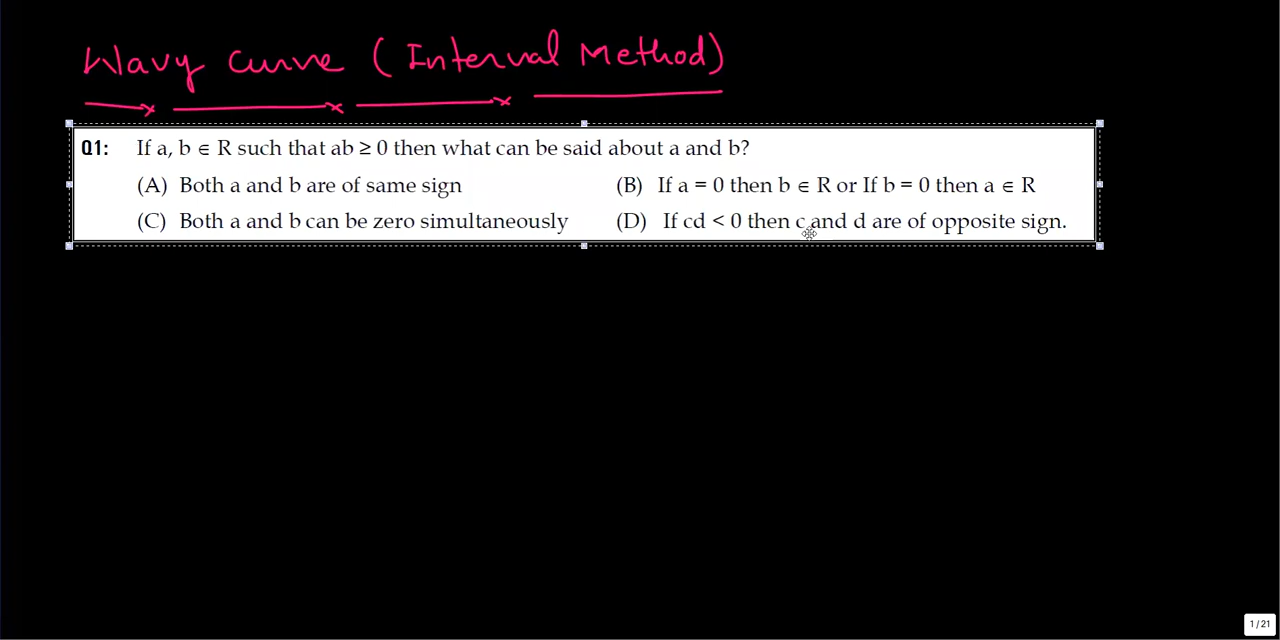 Wavy Curve (Interval Method)
Q1: If a, b ∈ R such that ab ≥ 0 then what can be said about a and b?
(A) Both a and b are of same sign (B) If a = 0 then b ∈ R or If b = 0 then a ∈ R
(C) Both a and b can be zero simultaneously (D) If cd < 0 then c and d are of opposite sign.
1 / 21